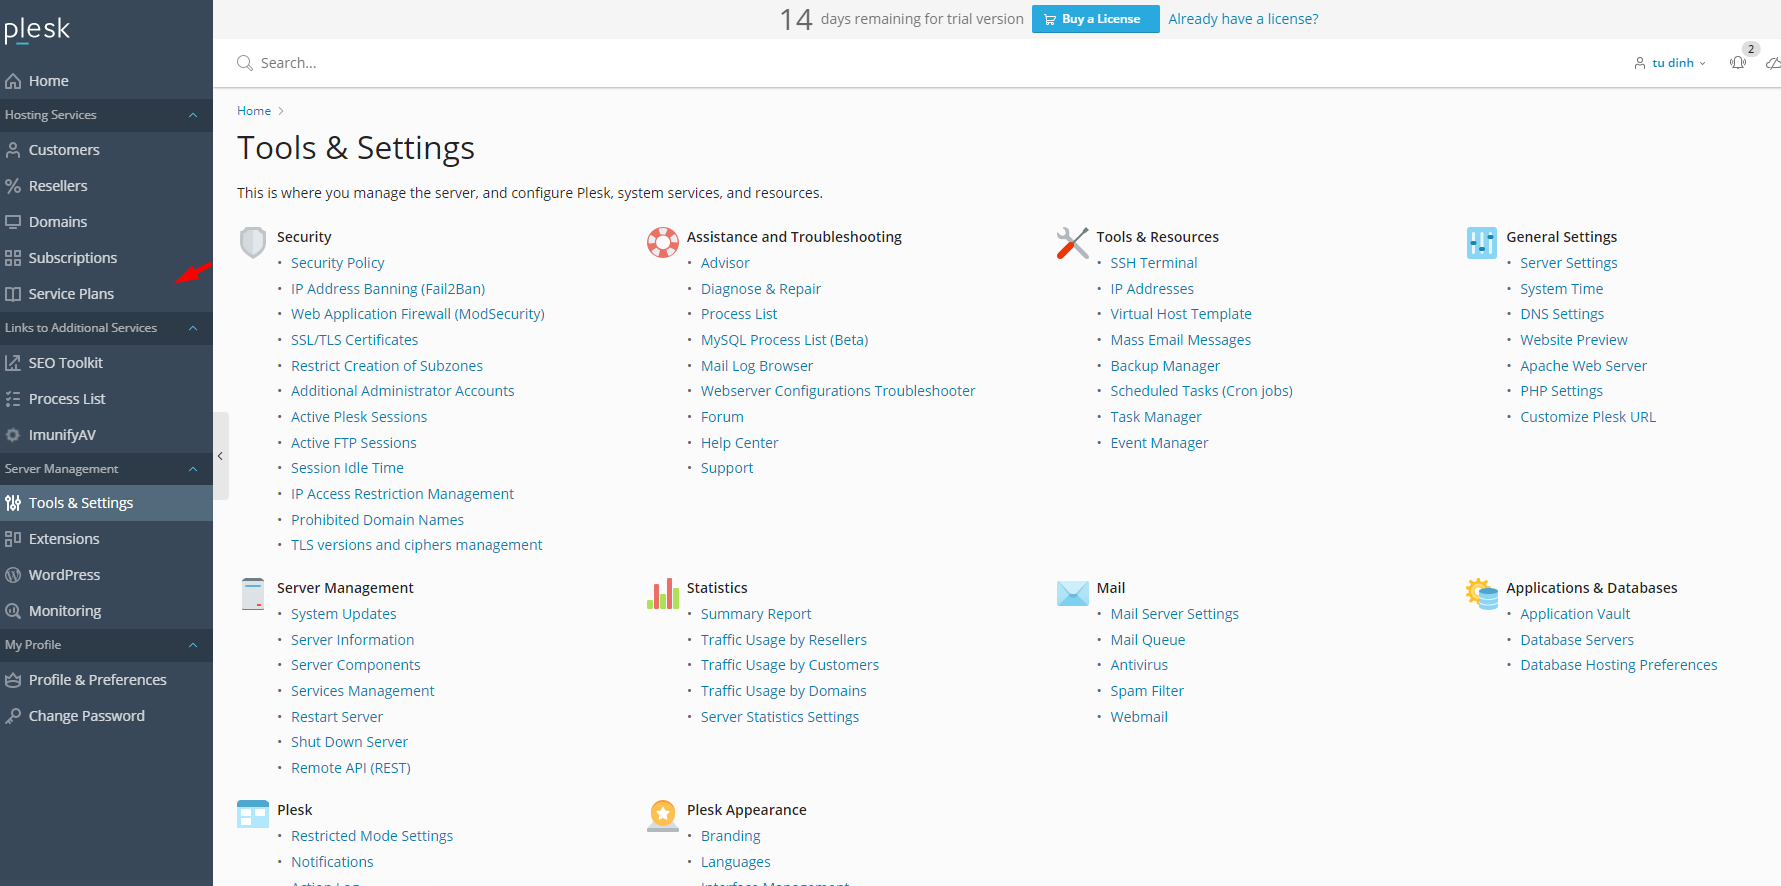 plesk
Home
Hosting Services
Customers
Resellers
Domains
Subscriptions
Service Plans
Links to Additional Services
SEO Toolkit
Process List
ImunifyAV
Server Management
Tools & Settings
Extensions
WordPress
Monitoring
My Profile
Profile & Preferences
Change Password
14 days remaining for trial version Buy a License Already have a license?
Search...
tu dinh
2
Home
Tools & Settings
This is where you manage the server, and configure Plesk, system services, and resources.
Security
Security Policy
IP Address Banning (Fail2Ban)
Web Application Firewall (ModSecurity)
SSL/TLS Certificates
Restrict Creation of Subzones
Additional Administrator Accounts
Active Plesk Sessions
Active FTP Sessions
Session Idle Time
IP Access Restriction Management
Prohibited Domain Names
TLS versions and ciphers management
Assistance and Troubleshooting
Advisor
Diagnose & Repair
Process List
MySQL Process List (Beta)
Mail Log Browser
Webserver Configurations Troubleshooter
Forum
Help Center
Support
Tools & Resources
SSH Terminal
IP Addresses
Virtual Host Template
Mass Email Messages
Backup Manager
Scheduled Tasks (Cron jobs)
Task Manager
Event Manager
General Settings
Server Settings
System Time
DNS Settings
Website Preview
Apache Web Server
PHP Settings
Customize Plesk URL
Server Management
System Updates
Server Information
Server Components
Services Management
Restart Server
Shut Down Server
Remote API (REST)
Statistics
Summary Report
Traffic Usage by Resellers
Traffic Usage by Customers
Traffic Usage by Domains
Server Statistics Settings
Mail
Mail Server Settings
Mail Queue
Antivirus
Spam Filter
Webmail
Applications & Databases
Application Vault
Database Servers
Database Hosting Preferences
Plesk
Restricted Mode Settings
Notifications
Action Log
Plesk Appearance
Branding
Languages
Interface Management